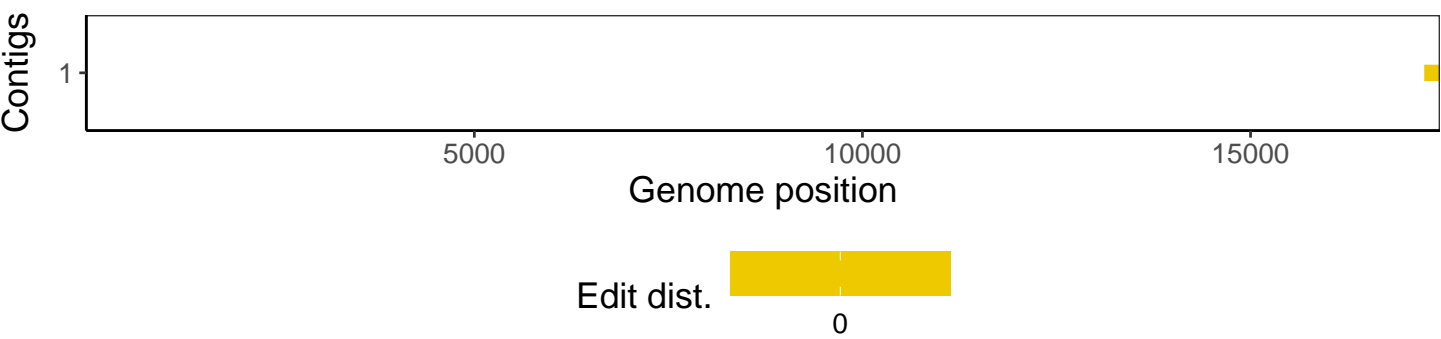 Contigs
1
5000 10000 15000
Genome position
Edit dist.
0